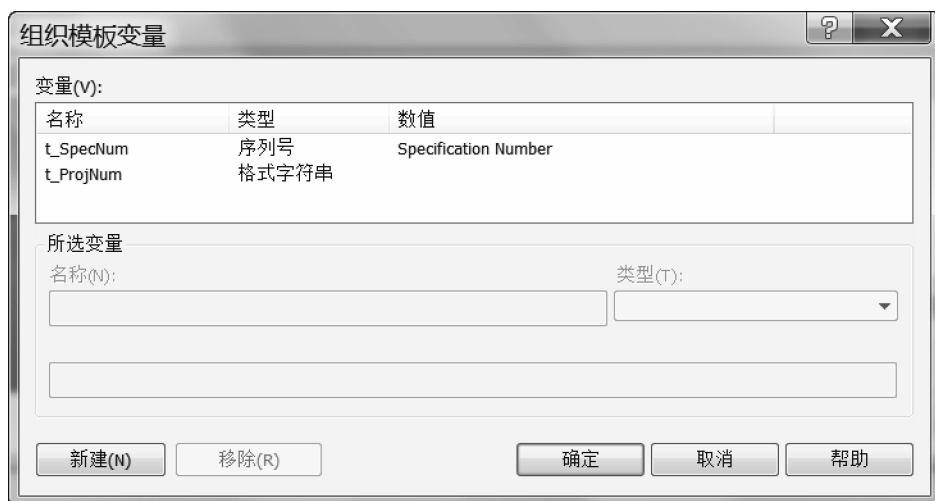 组织模板变量
变量(V):
名称 类型 数值
t_SpecNum 序列号 Specification Number
t_ProjNum 格式字符串
所选变量
名称(N): 类型(T):
新建(N) 移除(R) 确定 取消 帮助